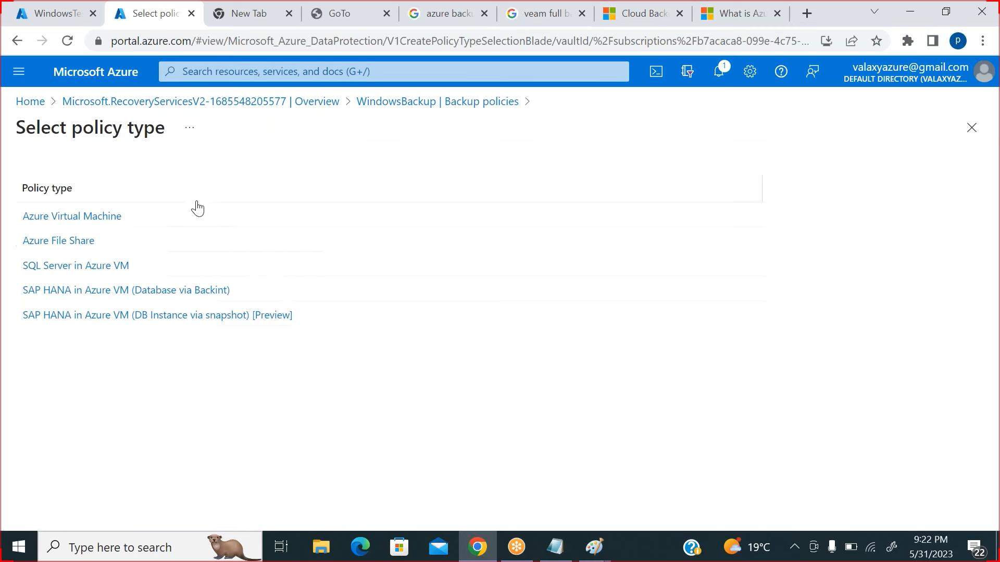 WindowsTe
Select polic
New Tab
GoTo
azure back
veam full b
Cloud Back
What is Azu
portal.azure.com/#view/Microsoft_Azure_DataProtection/V1CreatePolicyTypeSelectionBlade/vaultId/%2Fsubscriptions%2Fb7acaca8-099e-4c75-...
P
Microsoft Azure
Search resources, services, and docs (G+/)
1
valaxyazure@gmail.com
DEFAULT DIRECTORY (VALAXYAZ...
Home > Microsoft.RecoveryServicesV2-1685548205577 | Overview > WindowsBackup | Backup policies >
Select policy type ...
Policy type
Azure Virtual Machine
Azure File Share
SQL Server in Azure VM
SAP HANA in Azure VM (Database via Backint)
SAP HANA in Azure VM (DB Instance via snapshot) [Preview]
Type here to search
19°C
9:22 PM
5/31/2023
22